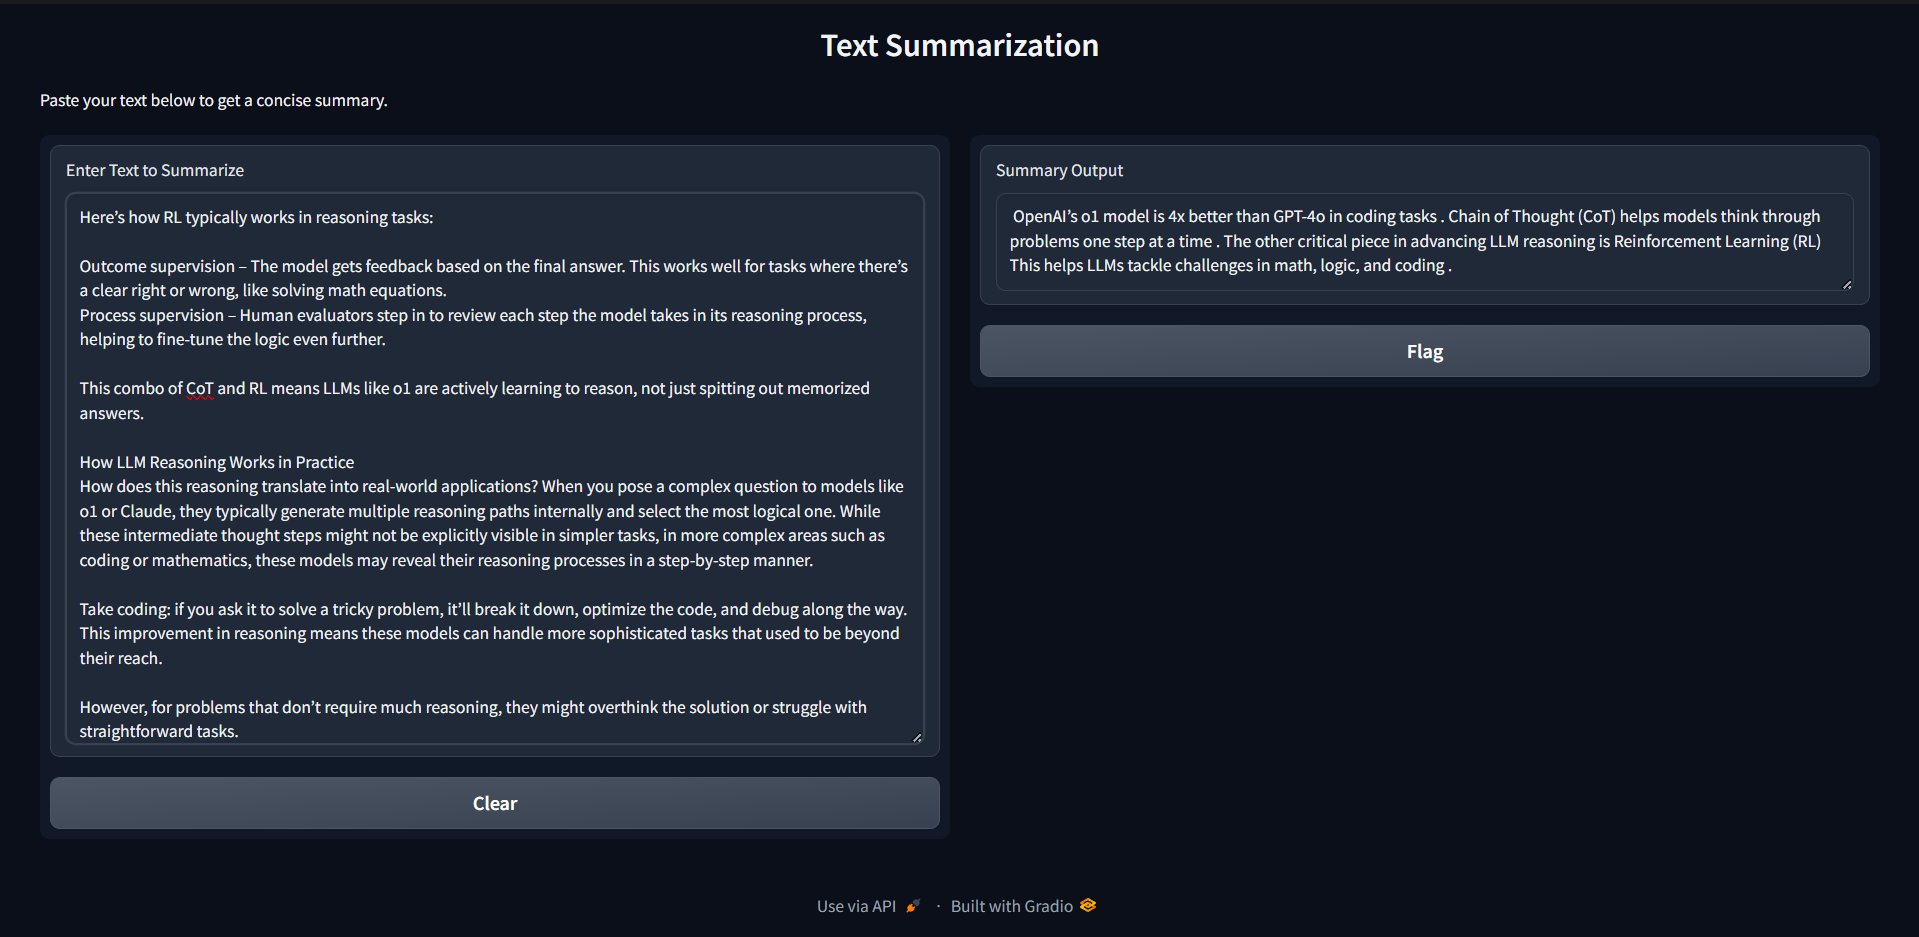 Text Summarization
Paste your text below to get a concise summary.
Enter Text to Summarize
Here’s how RL typically works in reasoning tasks:
Outcome supervision – The model gets feedback based on the final answer. This works well for tasks where there’s
a clear right or wrong, like solving math equations.
Process supervision – Human evaluators step in to review each step the model takes in its reasoning process,
helping to fine-tune the logic even further.
This combo of CoT and RL means LLMs like o1 are actively learning to reason, not just spitting out memorized
answers.
How LLM Reasoning Works in Practice
How does this reasoning translate into real-world applications? When you pose a complex question to models like
o1 or Claude, they typically generate multiple reasoning paths internally and select the most logical one. While
these intermediate thought steps might not be explicitly visible in simpler tasks, in more complex areas such as
coding or mathematics, these models may reveal their reasoning processes in a step-by-step manner.
Take coding: if you ask it to solve a tricky problem, it’ll break it down, optimize the code, and debug along the way.
This improvement in reasoning means these models can handle more sophisticated tasks that used to be beyond
their reach.
However, for problems that don’t require much reasoning, they might overthink the solution or struggle with
straightforward tasks.
Clear
Summary Output
OpenAI’s o1 model is 4x better than GPT-4o in coding tasks . Chain of Thought (CoT) helps models think through
problems one step at a time . The other critical piece in advancing LLM reasoning is Reinforcement Learning (RL)
This helps LLMs tackle challenges in math, logic, and coding .
Flag
Use via API · Built with Gradio